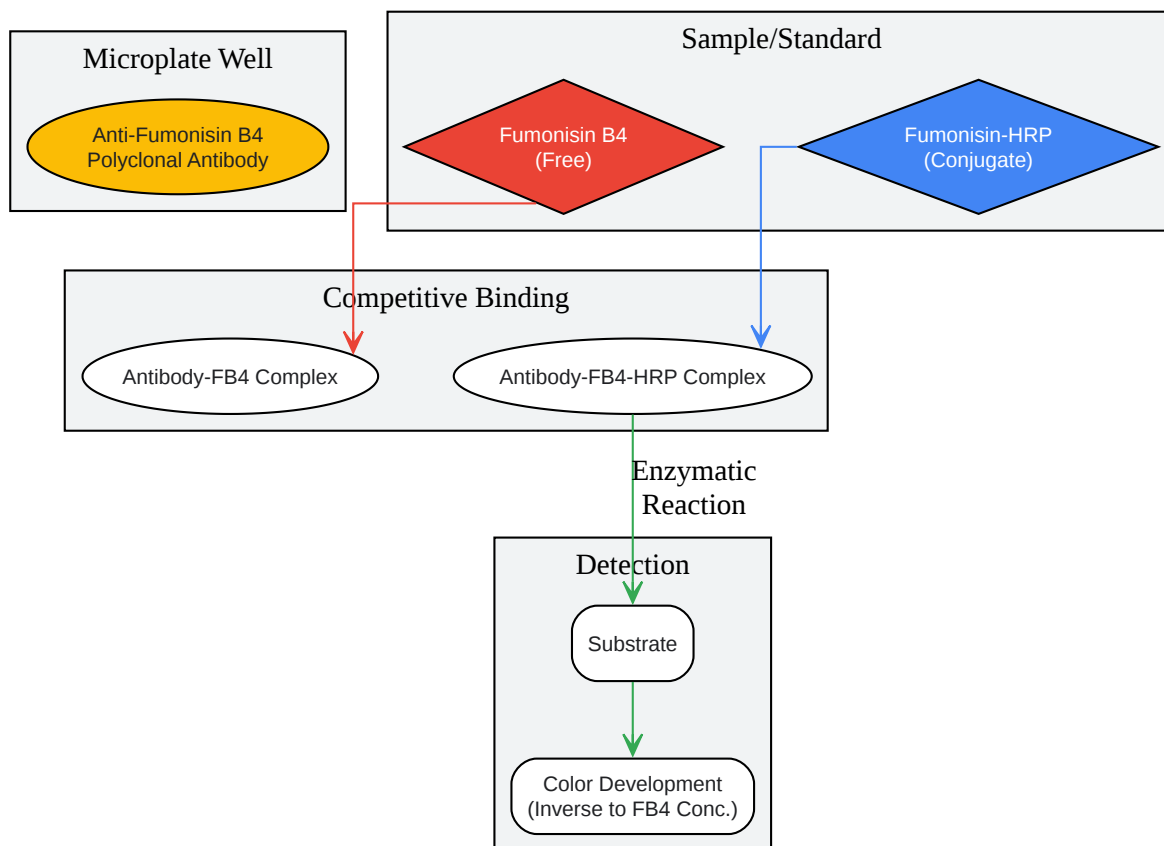 Microplate Well
Anti-Fumonisin B4
Polyclonal Antibody
Sample/Standard
Fumonisin B4
(Free)
Fumonisin-HRP
(Conjugate)
Competitive Binding
Antibody-FB4 Complex
Antibody-FB4-HRP Complex
Enzymatic
Reaction
Detection
Substrate
Color Development
(Inverse to FB4 Conc.)